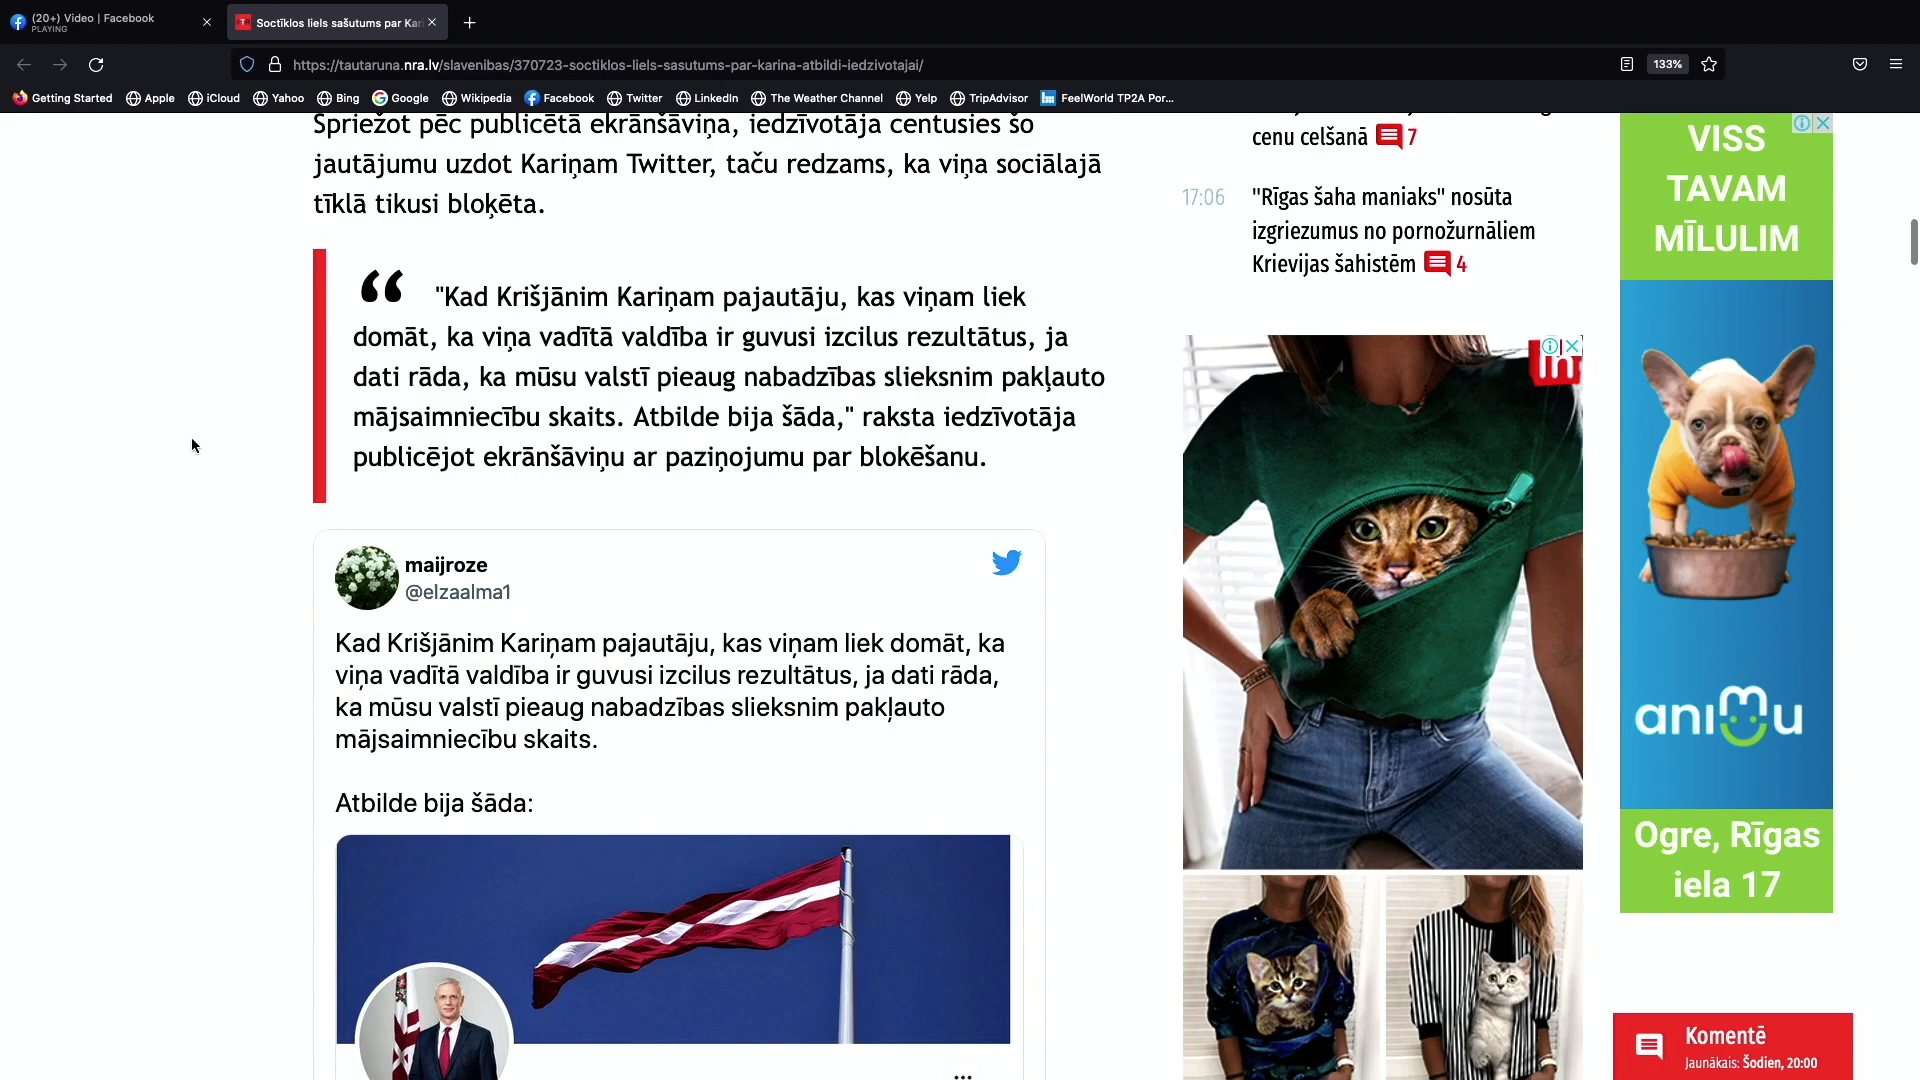 (20+) Video | Facebook
PLAYING
Soctīklos liels sašutums par Kar
https://tautaruna.nra.lv/slavenibas/370723-soctiklos-liels-sasutums-par-karina-atbildi-iedzivotajai/
133%
Getting Started
Apple
iCloud
Yahoo
Bing
Google
Wikipedia
Facebook
Twitter
LinkedIn
The Weather Channel
Yelp
TripAdvisor
FeelWorld TP2A Por...
Spriežot pēc publicētā ekrānšāviņa, iedzīvotāja centusies šo
jautājumu uzdot Kariņam Twitter, taču redzams, ka viņa sociālajā
tīklā tikusi bloķēta.
“ "Kad Krišjānim Kariņam pajautāju, kas viņam liek
domāt, ka viņa vadītā valdība ir guvusi izcilus rezultātus, ja
dati rāda, ka mūsu valstī pieaug nabadzības slieksnim pakļauto
mājsaimniecību skaits. Atbilde bija šāda," raksta iedzīvotāja
publicējot ekrānšāviņu ar paziņojumu par blokēšanu.
maijroze
@elzaalma1
Kad Krišjānim Kariņam pajautāju, kas viņam liek domāt, ka
viņa vadītā valdība ir guvusi izcilus rezultātus, ja dati rāda,
ka mūsu valstī pieaug nabadzības slieksnim pakļauto
mājsaimniecību skaits.
Atbilde bija šāda:
cenu celšanā 7
17:06
"Rīgas šaha maniaks" nosūta
izgriezumus no pornožurnāliem
Krievijas šahistēm 4
VISS
TAVAM
MĪLULIM
animu
Ogre, Rīgas
iela 17
Komentē
Jaunākais: Šodien, 20:00